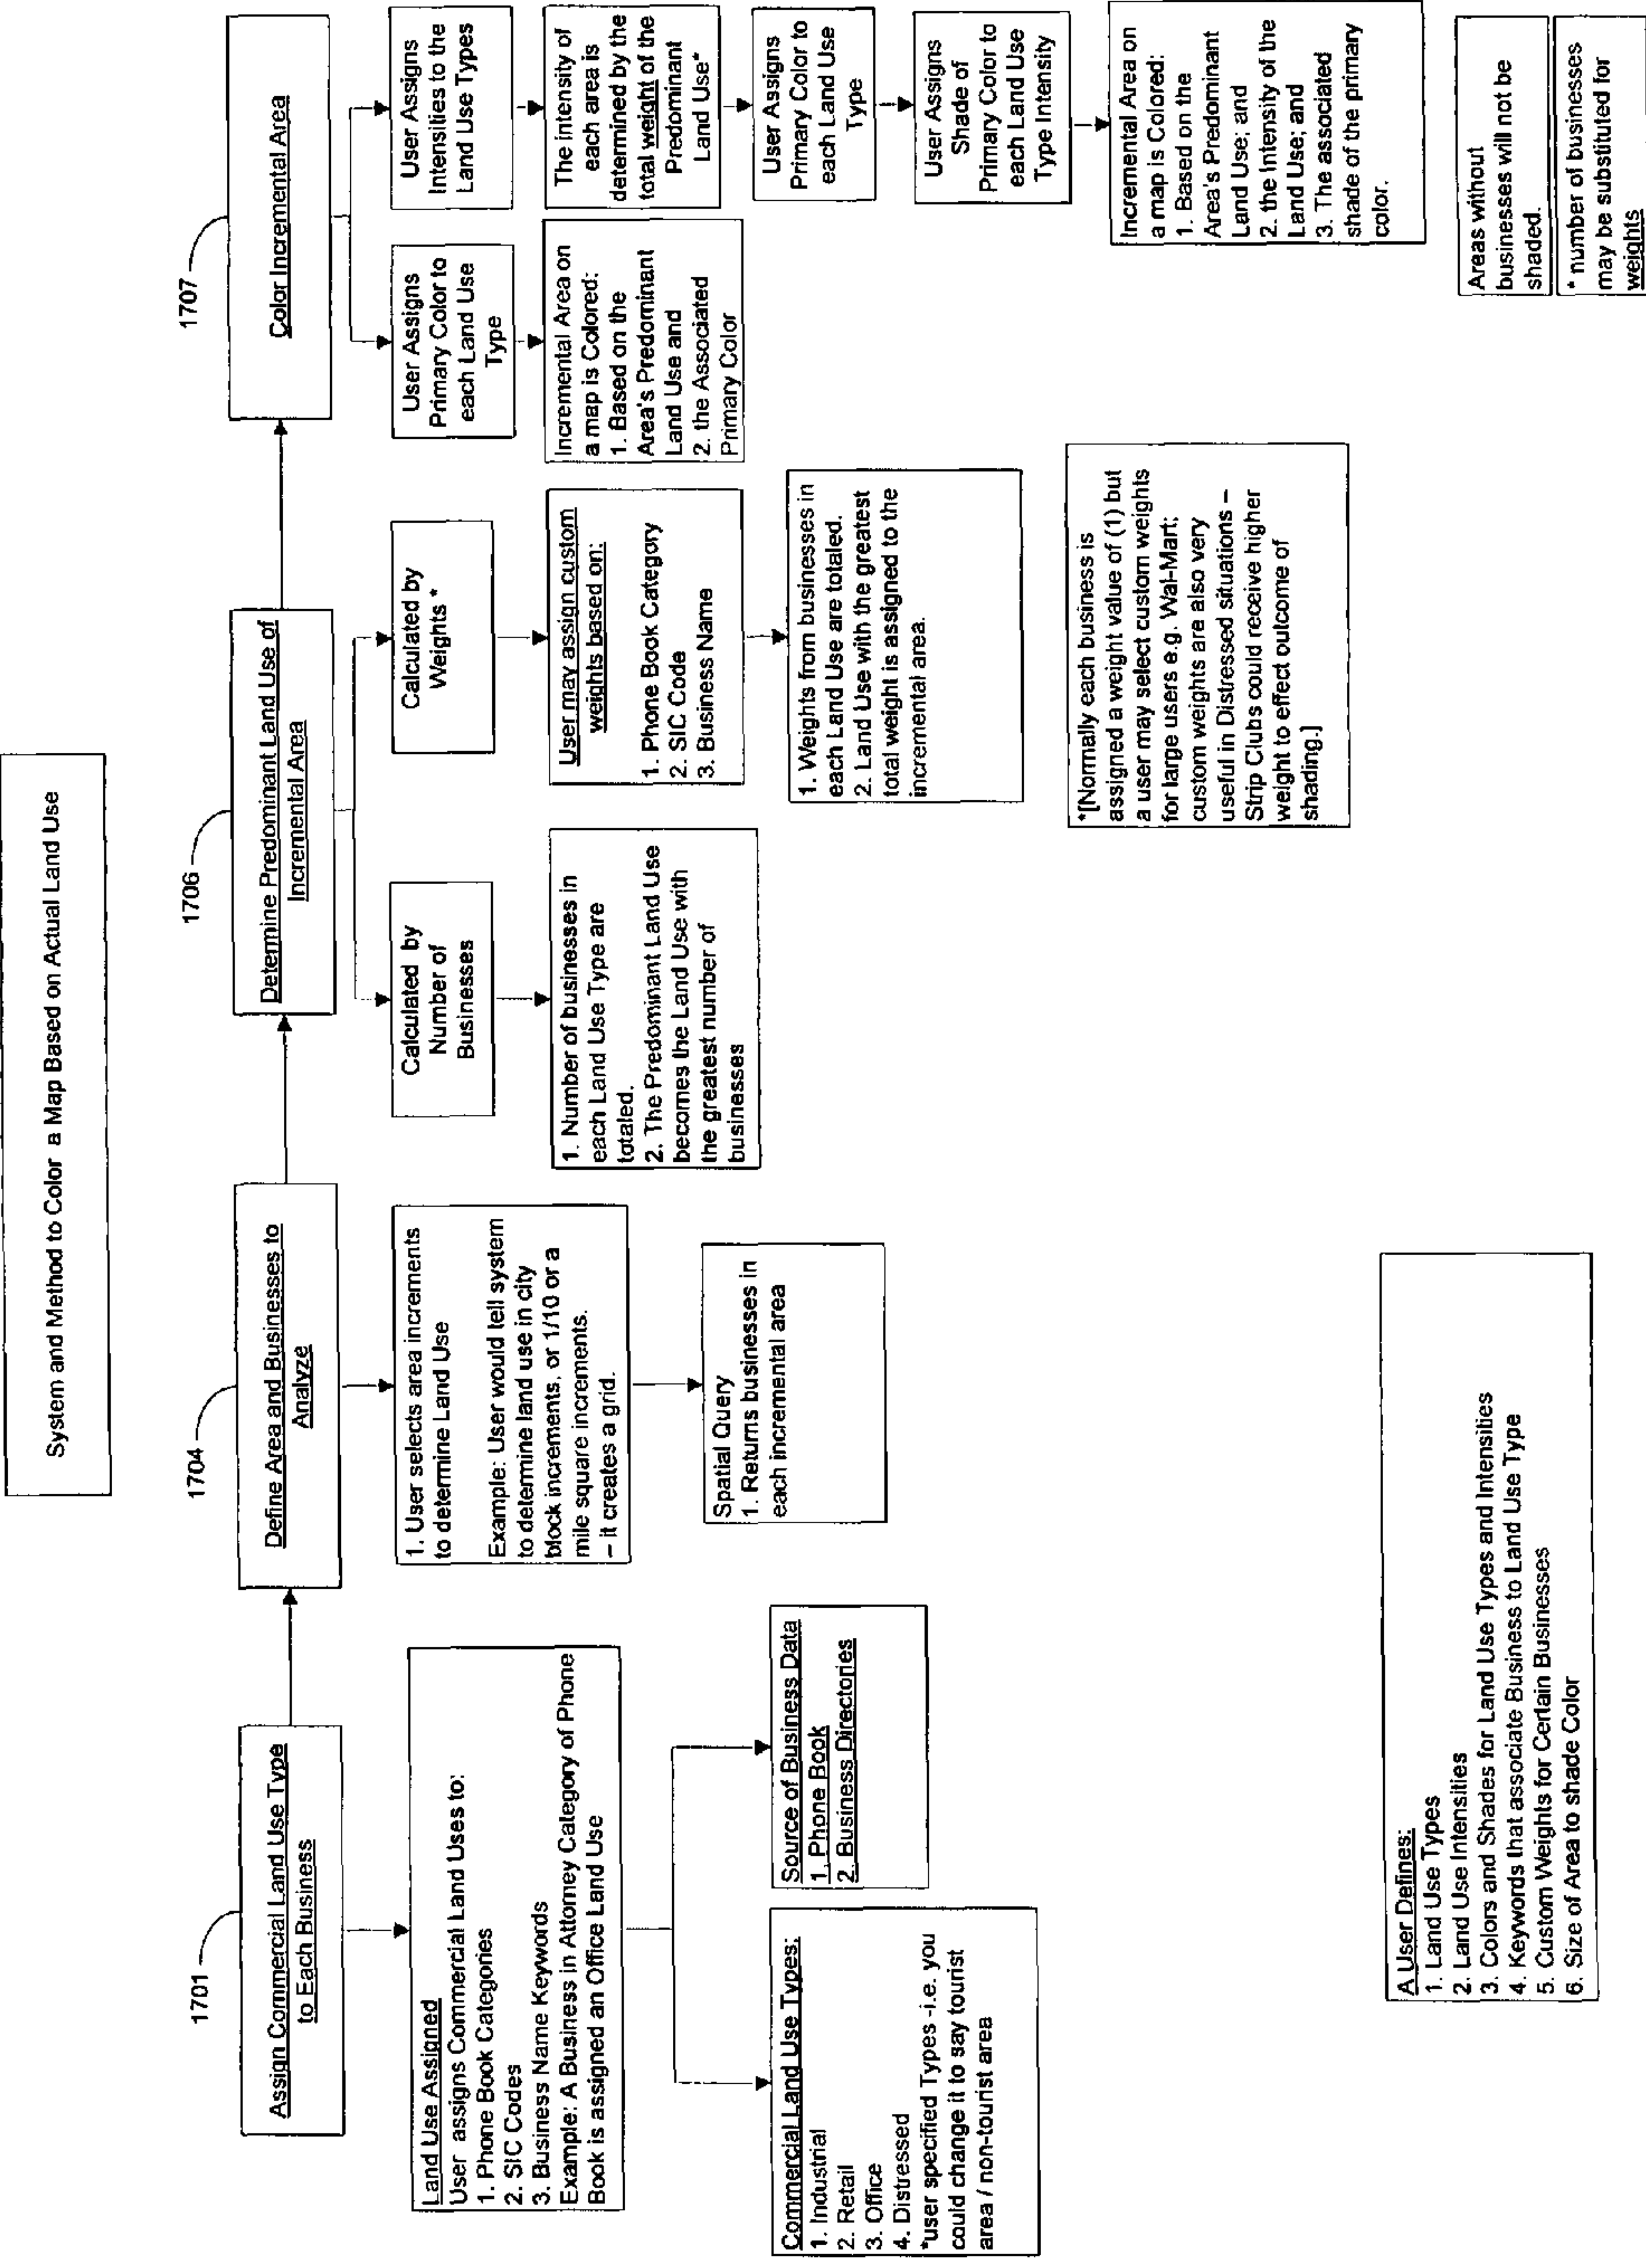 System and Method to Color a Map Based on Actual Land Use
1701
Assign Commercial Land Use Type
to Each Business
Land Use Assigned
User assigns Commercial Land Uses to:
1. Phone Book Categories
2. SIC Codes
3. Business Name Keywords
Example: A Business in Attorney Category of Phone
Book is assigned an Office Land Use
Commercial Land Use Types:
1. Industrial
2. Retail
3. Office
4. Distressed
*user specified Types -i.e. you
could change it to say tourist
area / non-tourist area
Source of Business Data
1. Phone Book
2. Business Directories
1704
Define Area and Businesses to
Analyze
1. User selects area increments
to determine Land Use
Example: User would tell system
to determine land use in city
block increments, or 1/10 or a
mile square increments.
– it creates a grid.
Spatial Query
1. Returns businesses in
each incremental area
1706
Determine Predominant Land Use of
Incremental Area
Calculated by
Number of
Businesses
1. Number of businesses in
each Land Use Type are
totaled.
2. The Predominant Land Use
becomes the Land Use with
the greatest number of
businesses
Calculated by
Weights *
User may assign custom
weights based on:
1. Phone Book Category
2. SIC Code
3. Business Name
1. Weights from businesses in
each Land Use are totaled.
2. Land Use with the greatest
total weight is assigned to the
incremental area.
*[Normally each business is
assigned a weight value of (1) but
a user may select custom weights
for large users e.g. Wal-Mart;
custom weights are also very
useful in Distressed situations –
Strip Clubs could receive higher
weight to effect outcome of
shading.]
1707
Color Incremental Area
User Assigns
Primary Color to
each Land Use
Type
Incremental Area on
a map is Colored:
1. Based on the
Area's Predominant
Land Use and
2. the Associated
Primary Color
User Assigns
Intensities to the
Land Use Types
The intensity of
each area is
determined by the
total weight of the
Predominant
Land Use*
User Assigns
Primary Color to
each Land Use
Type
User Assigns
Shade of
Primary Color to
each Land Use
Type Intensity
Incremental Area on
a map is Colored:
1. Based on the
Area's Predominant
Land Use; and
2. the Intensity of the
Land Use; and
3. The associated
shade of the primary
color.
A User Defines:
1. Land Use Types
2. Land Use Intensities
3. Colors and Shades for Land Use Types and Intensities
4. Keywords that associate Business to Land Use Type
5. Custom Weights for Certain Businesses
6. Size of Area to shade Color
Areas without
businesses will not be
shaded.
* number of businesses
may be substituted for
weights